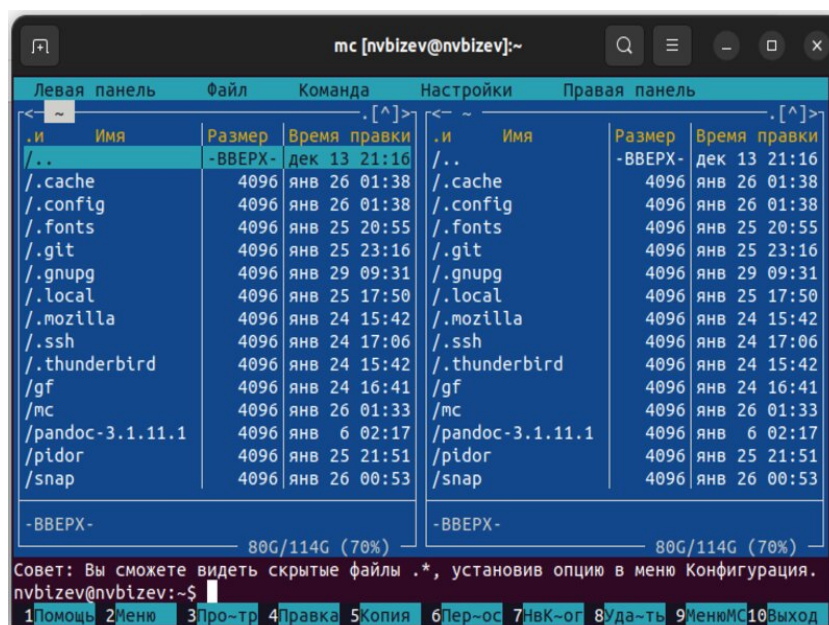 mc [nvbizev@nvbizev]:~
Левая панель Файл Команда Настройки Правая панель
<- ~ .[^]> <- ~ .[^]>
.и Имя Размер Время правки .и Имя Размер Время правки
/.. -ВВЕРХ- дек 13 21:16 /.. -ВВЕРХ- дек 13 21:16
/.cache 4096 янв 26 01:38 /.cache 4096 янв 26 01:38
/.config 4096 янв 26 01:38 /.config 4096 янв 26 01:38
/.fonts 4096 янв 25 20:55 /.fonts 4096 янв 25 20:55
/.git 4096 янв 25 23:16 /.git 4096 янв 25 23:16
/.gnupg 4096 янв 29 09:31 /.gnupg 4096 янв 29 09:31
/.local 4096 янв 25 17:50 /.local 4096 янв 25 17:50
/.mozilla 4096 янв 24 15:42 /.mozilla 4096 янв 24 15:42
/.ssh 4096 янв 24 17:06 /.ssh 4096 янв 24 17:06
/.thunderbird 4096 янв 24 15:42 /.thunderbird 4096 янв 24 15:42
/gf 4096 янв 24 16:41 /gf 4096 янв 24 16:41
/mc 4096 янв 26 01:33 /mc 4096 янв 26 01:33
/pandoc-3.1.11.1 4096 янв 6 02:17 /pandoc-3.1.11.1 4096 янв 6 02:17
/pidor 4096 янв 25 21:51 /pidor 4096 янв 25 21:51
/snap 4096 янв 26 00:53 /snap 4096 янв 26 00:53
-ВВЕРХ- -ВВЕРХ-
80G/114G (70%) 80G/114G (70%)
Совет: Вы сможете видеть скрытые файлы .*, установив опцию в меню Конфигурация.
nvbizev@nvbizev:~$
1Помощь 2Меню 3Про~тр 4Правка 5Копия 6Пер~ос 7НвК~ог 8Уда~ть 9МенюMC 10Выход